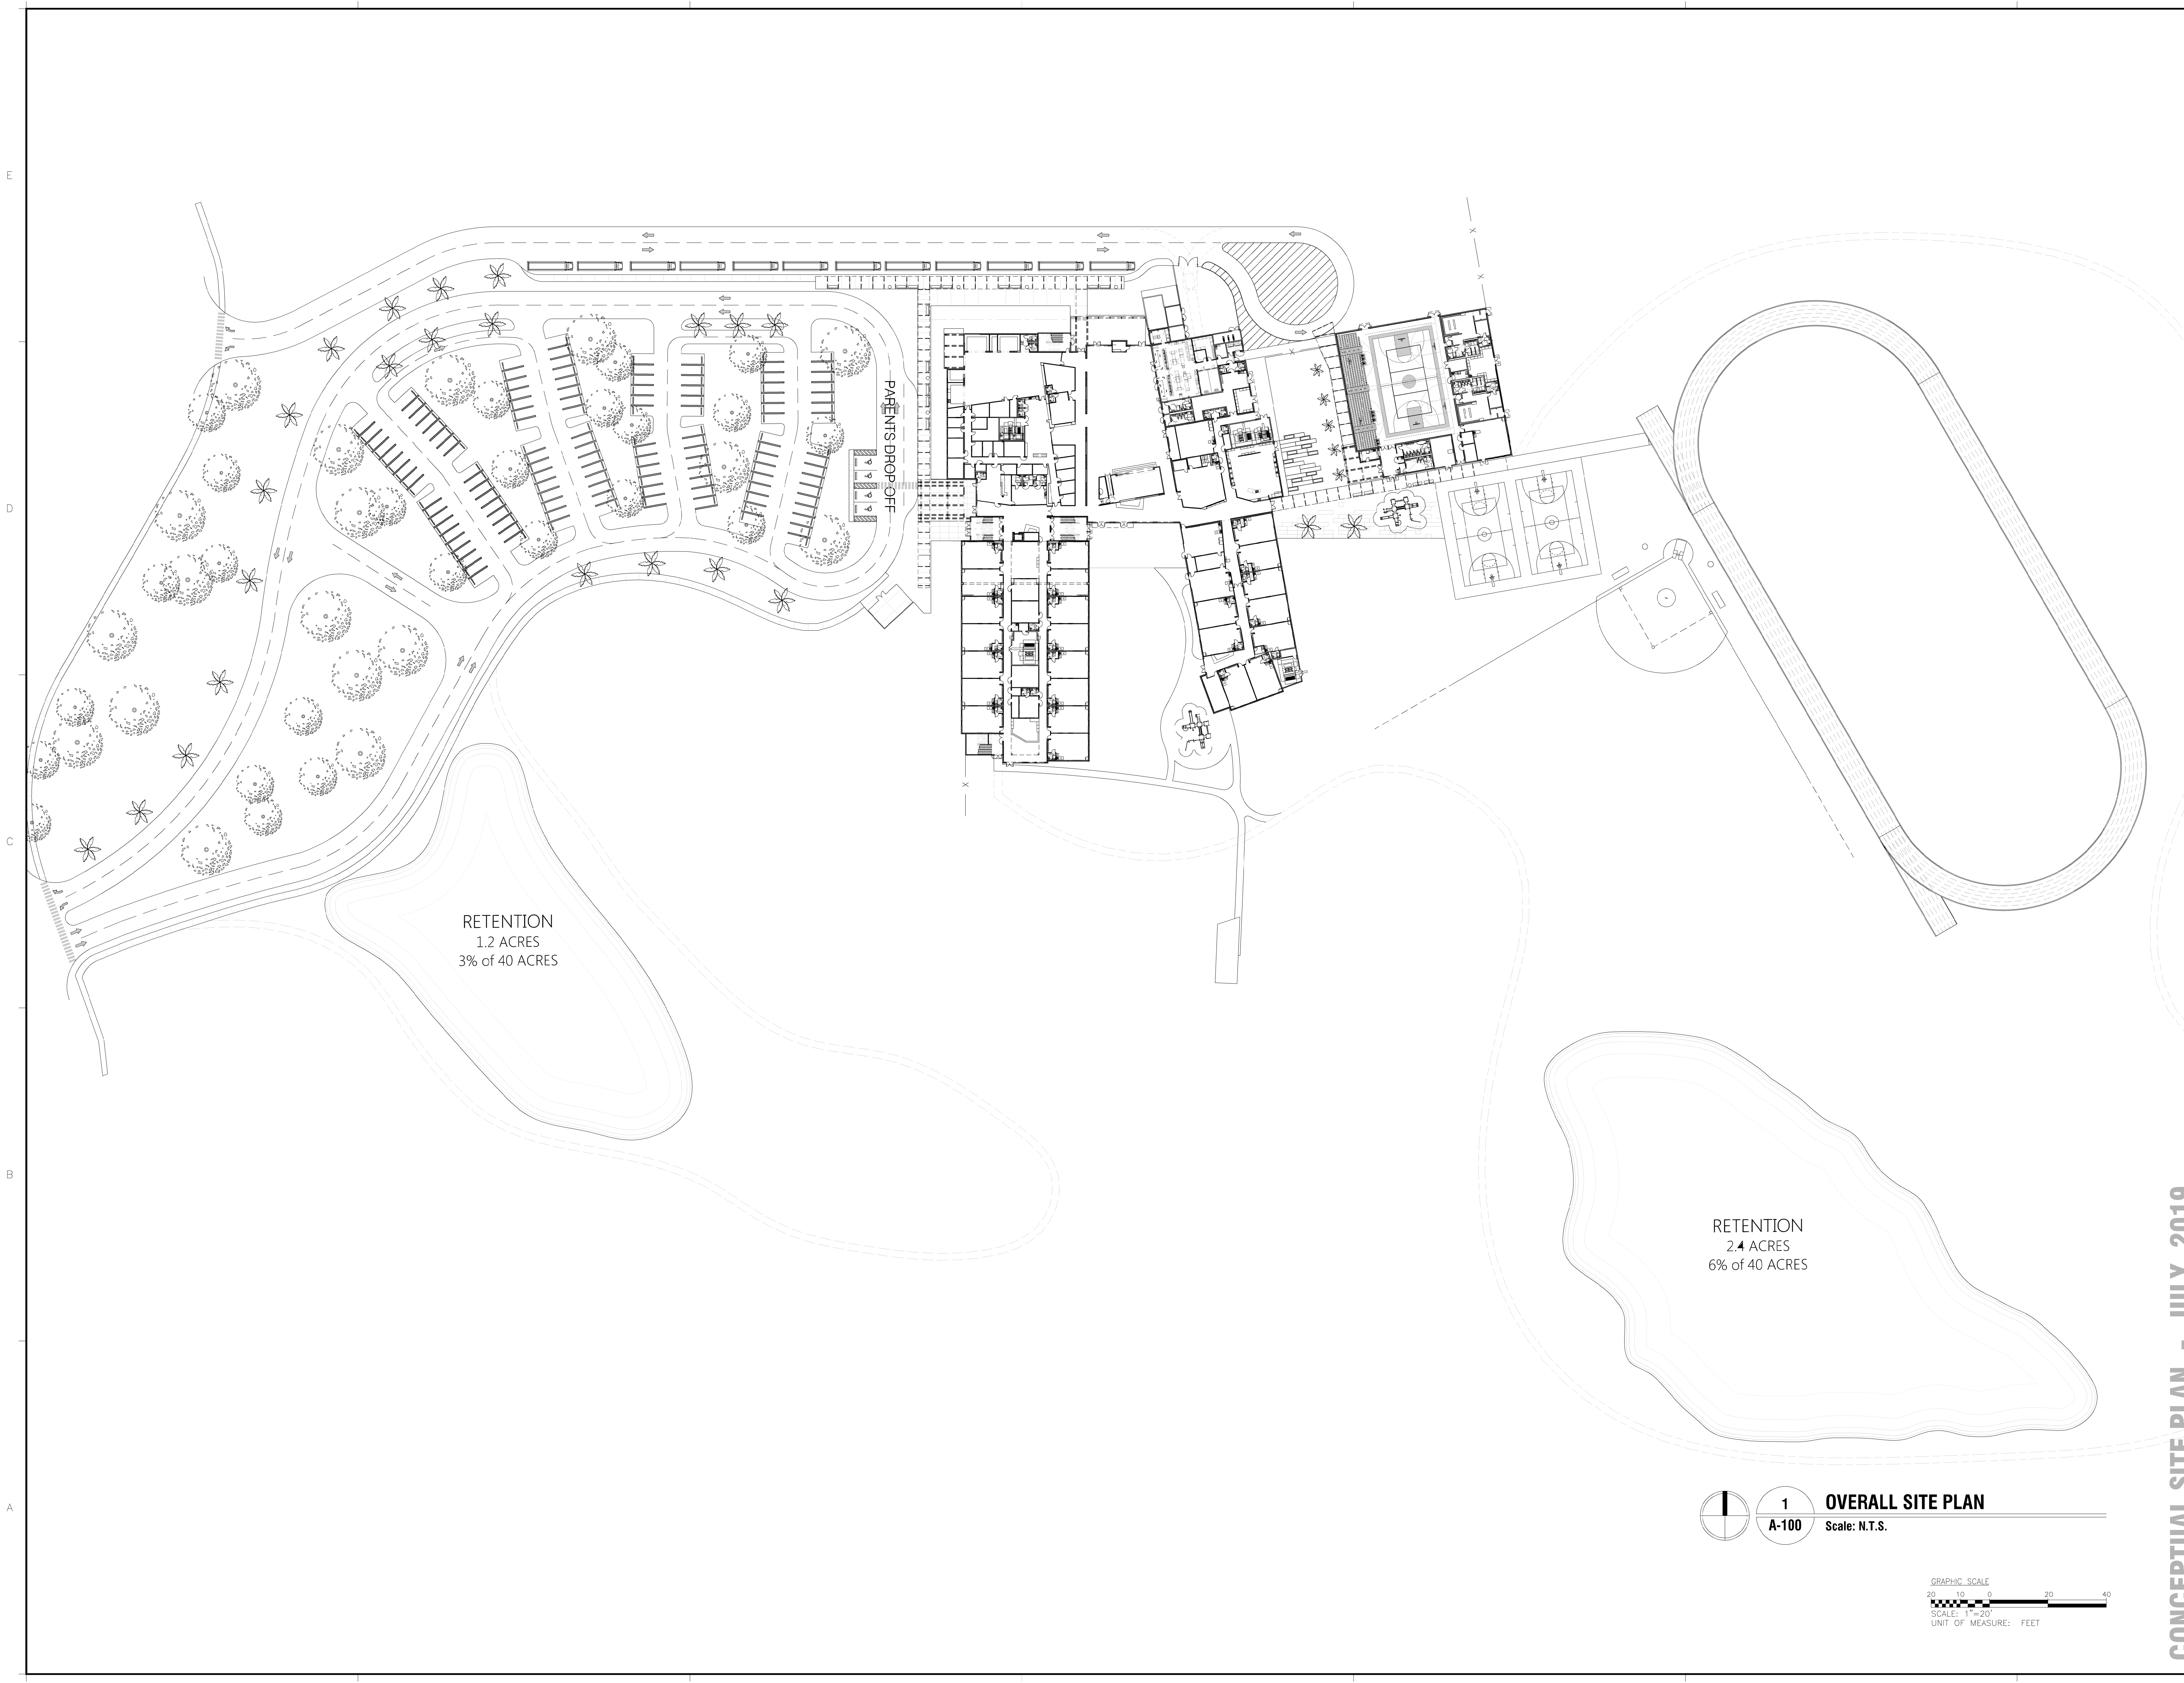 E
X
X
X
PARENTS DROP OFF
D
X
C
RETENTION
1.2 ACRES
3% of 40 ACRES
B
RETENTION
2.4 ACRES
6% of 40 ACRES
CONCEPTUAL SITE PLAN - JULY 2019
A
1
A-100
OVERALL SITE PLAN
Scale: N.T.S.
GRAPHIC SCALE
20 10 0 20 40
SCALE: 1"=20'
UNIT OF MEASURE: FEET